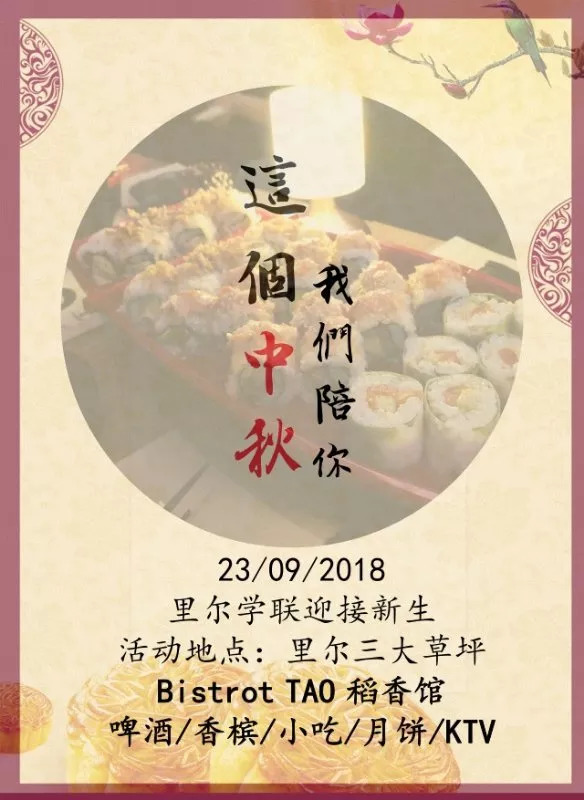 這個中秋
我們陪你
23/09/2018
里尔学联迎接新生
活动地点：里尔三大草坪
Bistrot TAO 稻香馆
啤酒/香槟/小吃/月饼/KTV